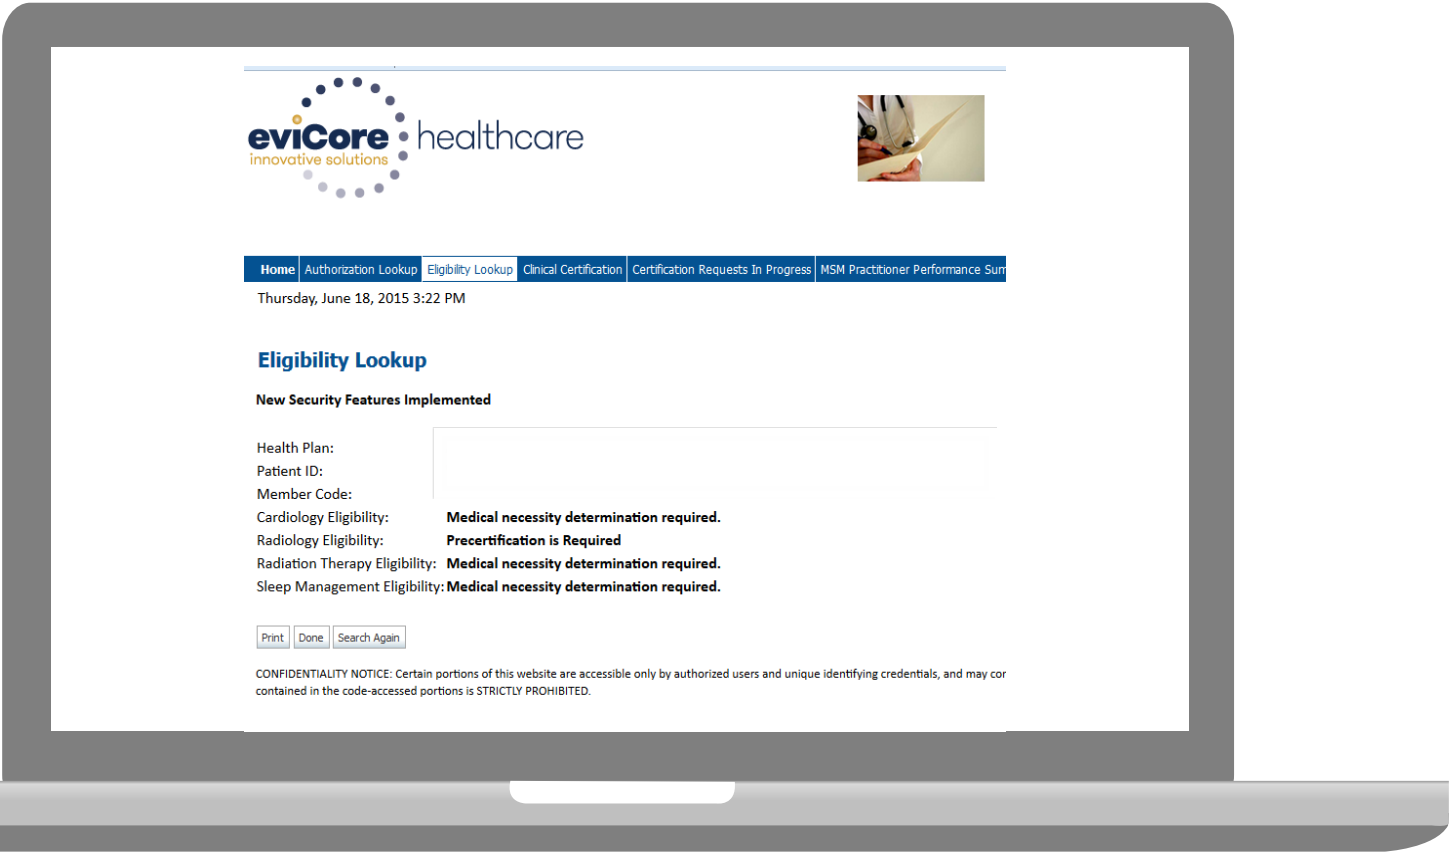 eviCore healthcare
innovative solutions
Home Authorization Lookup Eligibility Lookup Clinical Certification Certification Requests In Progress MSM Practitioner Performance Sum
Thursday, June 18, 2015 3:22 PM
Eligibility Lookup
New Security Features Implemented
Health Plan:
Patient ID:
Member Code:
Cardiology Eligibility: Medical necessity determination required.
Radiology Eligibility: Precertification is Required
Radiation Therapy Eligibility: Medical necessity determination required.
Sleep Management Eligibility: Medical necessity determination required.
Print Done Search Again
CONFIDENTIALITY NOTICE: Certain portions of this website are accessible only by authorized users and unique identifying credentials, and may cor
contained in the code-accessed portions is STRICTLY PROHIBITED.